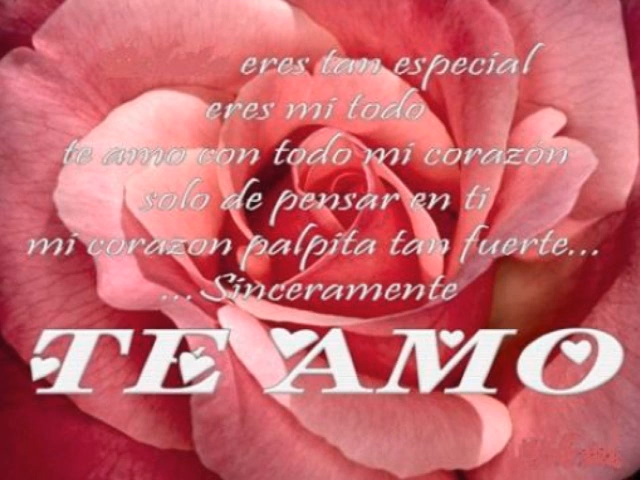 eres tan especial
eres mi todo
te amo con todo mi corazón
solo de pensar en ti
mi corazon palpita tan fuerte...
...Sinceramente
TE AMO